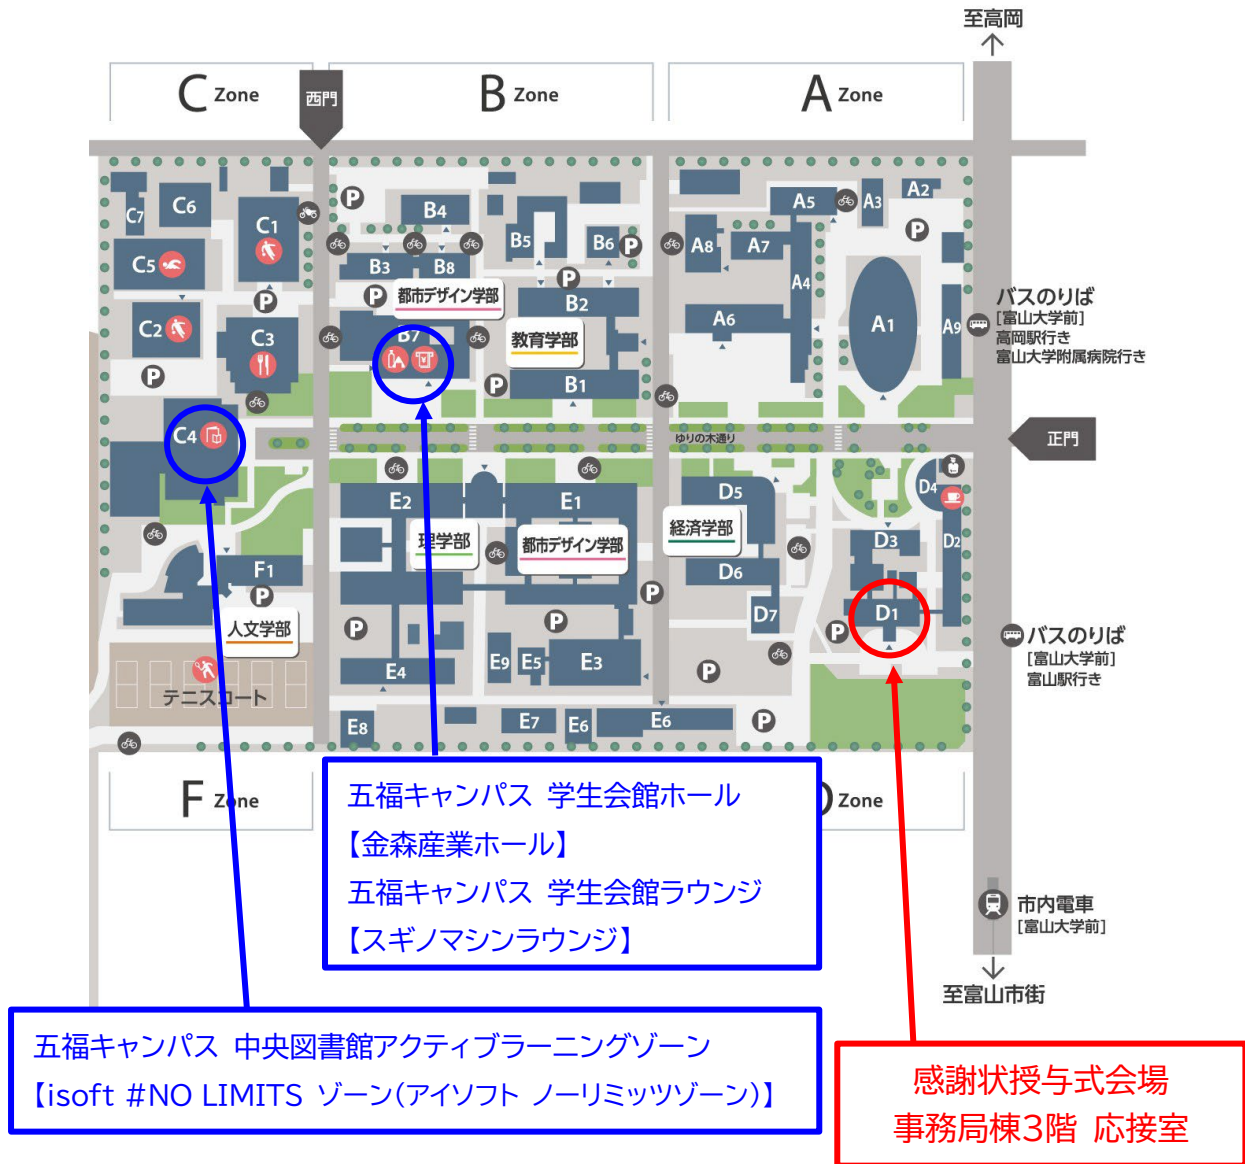 至高岡
C Zone
西門
B Zone
A Zone
C7
C6
C1
C5
C2
C3
C4
P
B4
B5
B6
B3
B8
都市デザイン学部
B2
B7
教育学部
B1
A5
A3
A2
A8
A7
A4
A6
A1
A9
バスのりば
[富山大学前]
高岡駅行き
富山大学附属病院行き
ゆりの木通り
正門
E2
E1
理学部
都市デザイン学部
D5
経済学部
D6
D7
D4
D3
D2
D1
F1
人文学部
テニスコート
E4
E9
E5
E3
E8
E7
E6
E6
バスのりば
[富山大学前]
富山駅行き
F Zone
D Zone
五福キャンパス 学生会館ホール
【金森産業ホール】
五福キャンパス 学生会館ラウンジ
【スギノマシンラウンジ】
市内電車
[富山大学前]
至富山市街
五福キャンパス 中央図書館アクティブラーニングゾーン
【isoft #NO LIMITS ゾーン(アイソフト ノーリミッツゾーン)】
感謝状授与式会場
事務局棟3階 応接室